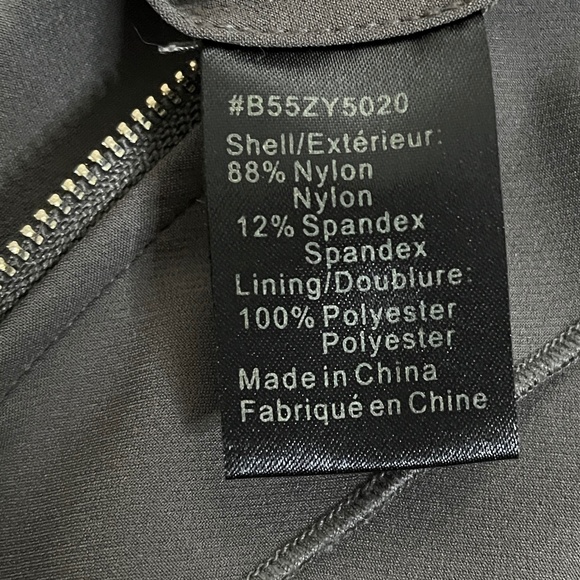 #B55ZY5020
Shell/Extérieur:
88% Nylon
Nylon
12% Spandex
Spandex
Lining/Doublure:
100% Polyester
Polyester
Made in China
Fabriqué en Chine